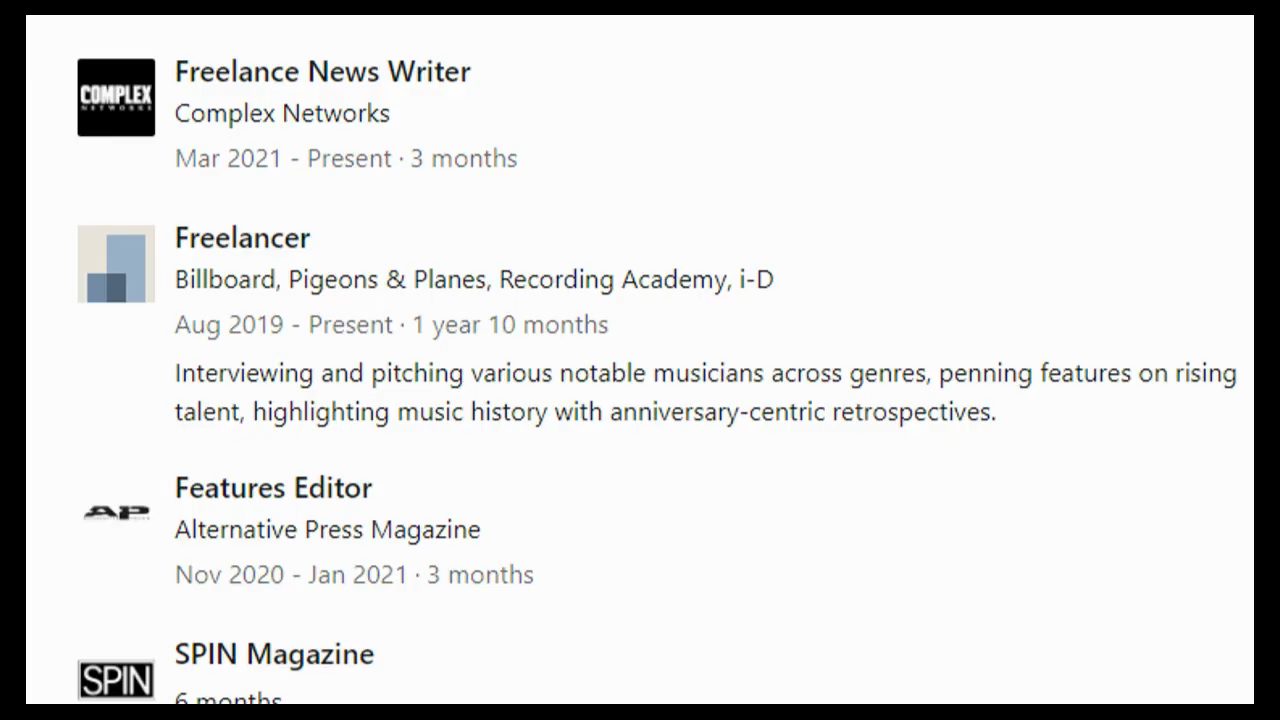 COMPLEX
NETWORKS
Freelance News Writer
Complex Networks
Mar 2021 - Present · 3 months
Freelancer
Billboard, Pigeons & Planes, Recording Academy, i-D
Aug 2019 - Present · 1 year 10 months
Interviewing and pitching various notable musicians across genres, penning features on rising
talent, highlighting music history with anniversary-centric retrospectives.
AP
Features Editor
Alternative Press Magazine
Nov 2020 - Jan 2021 · 3 months
SPIN
SPIN Magazine
6 months